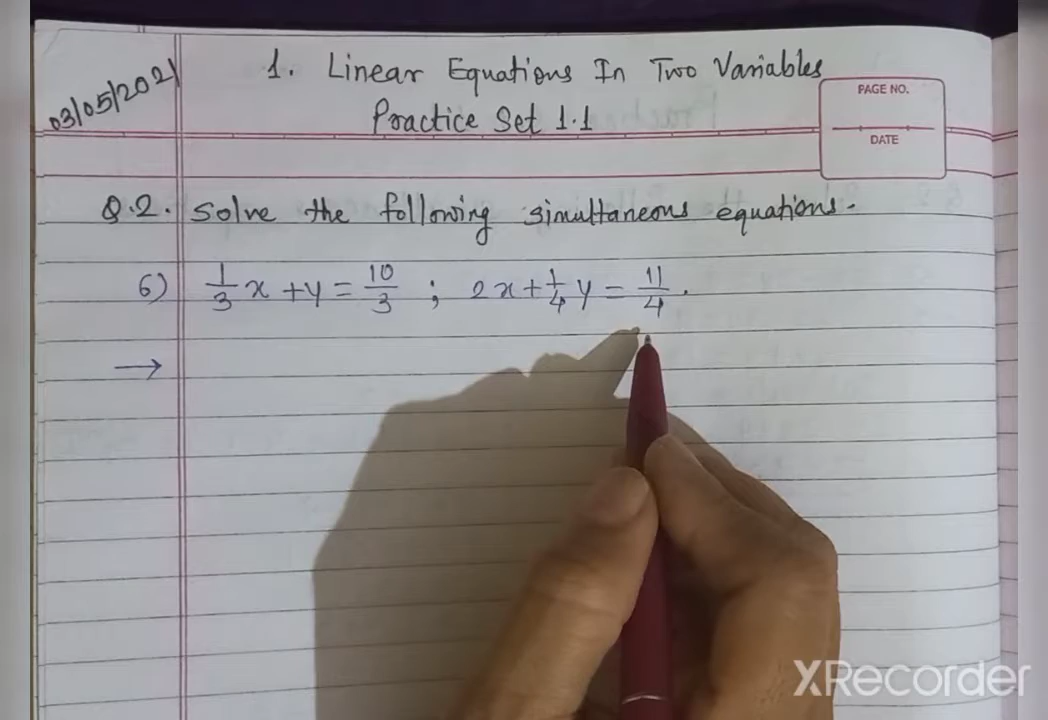 03/05/2021
1. Linear Equations In Two Variables
Practice Set 1.1
PAGE NO.
DATE
Q.2. Solve the following simultaneous equations.
6) 1/3 x + y = 10/3 ; 2x + 1/4 y = 11/4.
→
XRecorder